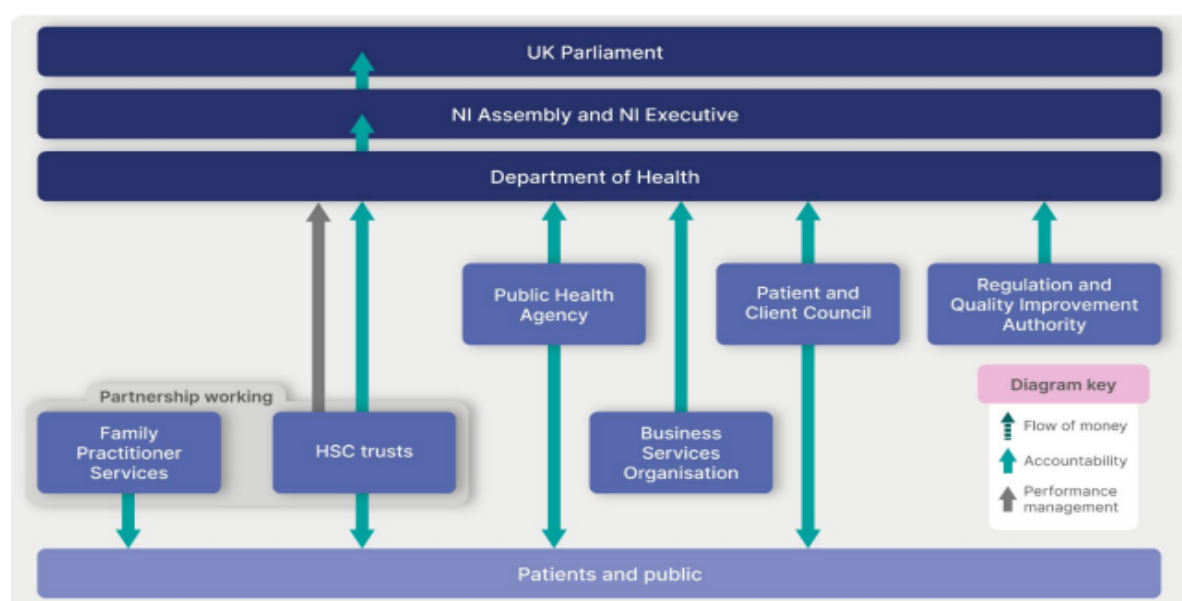 UK Parliament
NI Assembly and NI Executive
Department of Health
Public Health
Agency
Patient and
Client Council
Regulation and
Quality Improvement
Authority
Partnership working
Family
Practitioner
Services
HSC trusts
Business
Services
Organisation
Diagram key
Flow of money
Accountability
Performance
management
Patients and public